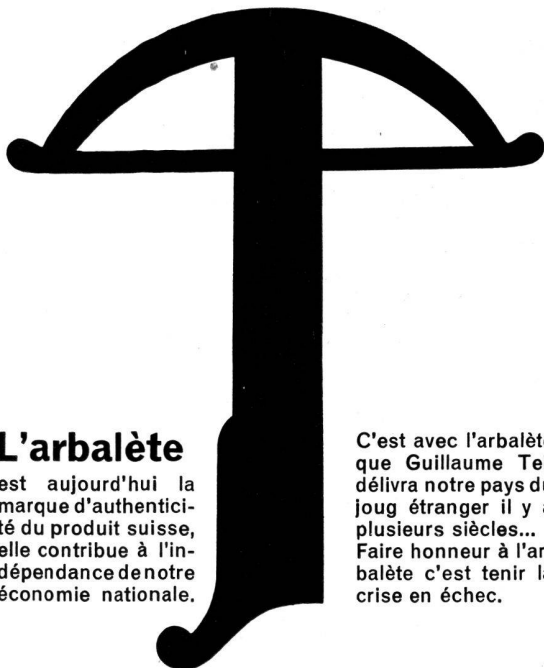 L'arbalète
est aujourd'hui la
marque d'authentici-
té du produit suisse,
elle contribue à l'in-
dépendance de notre
économie nationale.
C'est avec l'arbalète
que Guillaume Te
délivra notre pays du
joug étranger il y a
plusieurs siècles...
Faire honneur à l'ar
balète c'est tenir la
crise en échec.